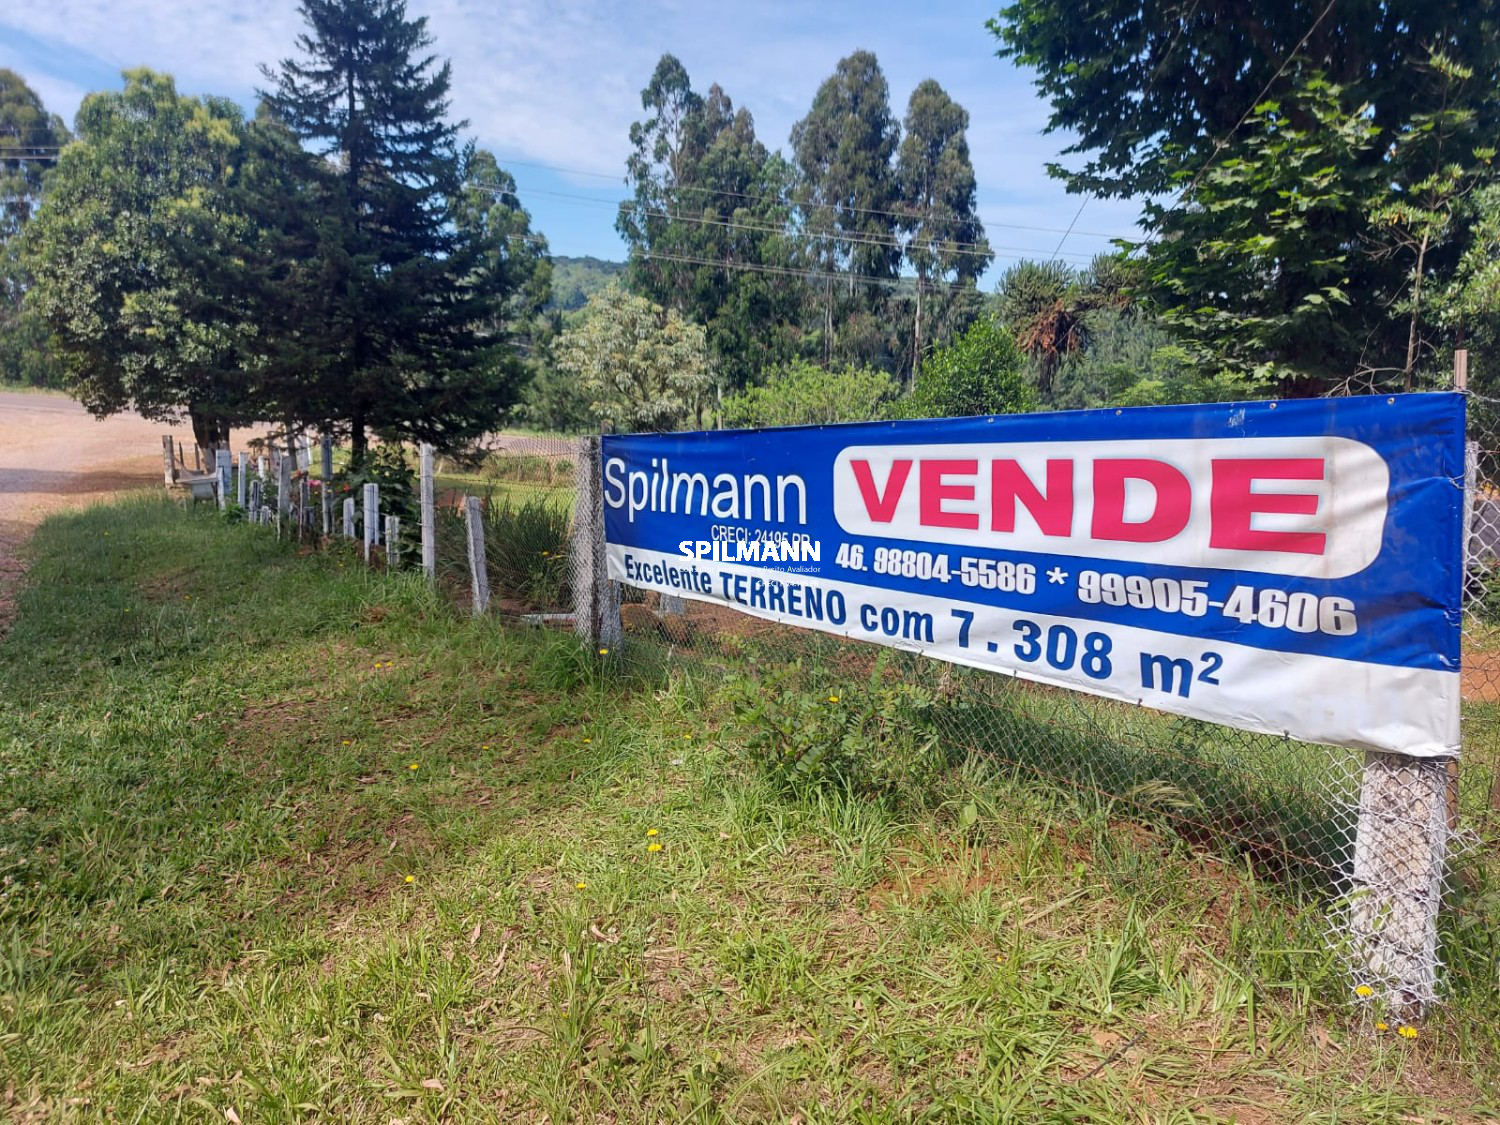 Spilmann
VENDE
CRECI: 24195 PR
SPILMANN
46. 98804-5586 * 99905-4606
Excelente TERRENO com 7.308 m²